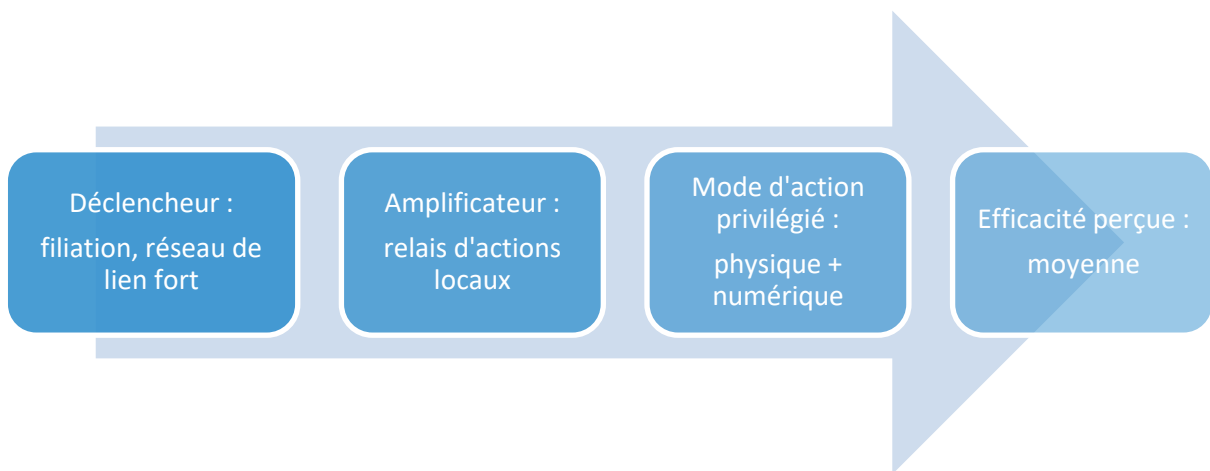 Déclencheur :
filiation, réseau de
lien fort
Amplificateur :
relais d'actions
locaux
Mode d'action
privilégié :
physique +
numérique
Efficacité perçue :
moyenne